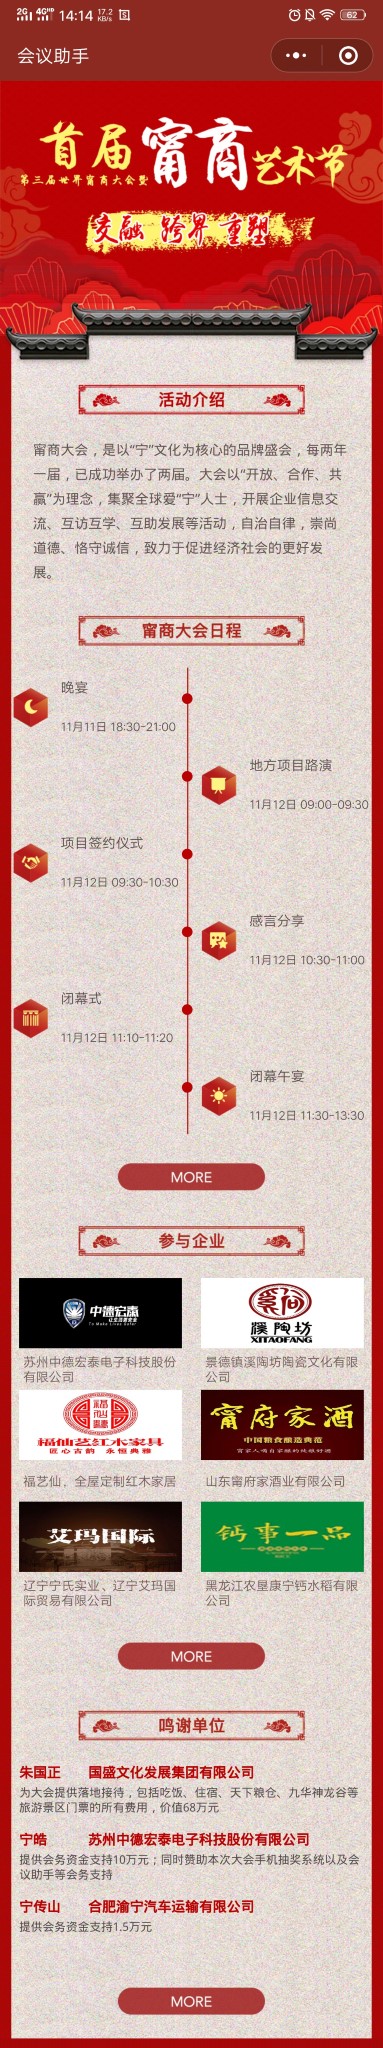 2G 4GHD 14:14 17.2 KB/s
62
会议助手
首届甯商艺术节
第三届世界甯商大会暨
交融 跨界 重塑
活动介绍
甯商大会，是以“宁”文化为核心的品牌盛会，每两年
一届，已成功举办了两届。大会以“开放、合作、共
赢”为理念，集聚全球爱“宁”人士，开展企业信息交
流、互访互学、互助发展等活动，自治自律，崇尚
道德、恪守诚信，致力于促进经济社会的更好发
展。
甯商大会日程
晚宴
11月11日 18:30-21:00
地方项目路演
11月12日 09:00-09:30
项目签约仪式
11月12日 09:30-10:30
感言分享
11月12日 10:30-11:00
闭幕式
11月12日 11:10-11:20
闭幕午宴
11月12日 11:30-13:30
MORE
参与企业
中德宏泰
让生活更安全
To Make Lives Safer
苏州中德宏泰电子科技股份
有限公司
溪陶坊
XITAOFANG
景德镇溪陶坊陶瓷文化有限
公司
福仙艺红木家具
匠心古韵 永恒典雅
福艺仙，全屋定制红木家居
甯府家酒
中国粮食酿造典范
山东甯府家酒业有限公司
艾玛国际
辽宁宁氏实业、辽宁艾玛国
际贸易有限公司
钙事一品
黑龙江农垦康宁钙水稻有限
公司
MORE
鸣谢单位
朱国正 国盛文化发展集团有限公司
为大会提供落地接待，包括吃饭、住宿、天下粮仓、九华神龙谷等
旅游景区门票的所有费用，价值68万元
宁皓 苏州中德宏泰电子科技股份有限公司
提供会务资金支持10万元；同时赞助本次大会手机抽奖系统以及会
议助手等会务支持
宁传山 合肥渝宁汽车运输有限公司
提供会务资金支持1.5万元
MORE